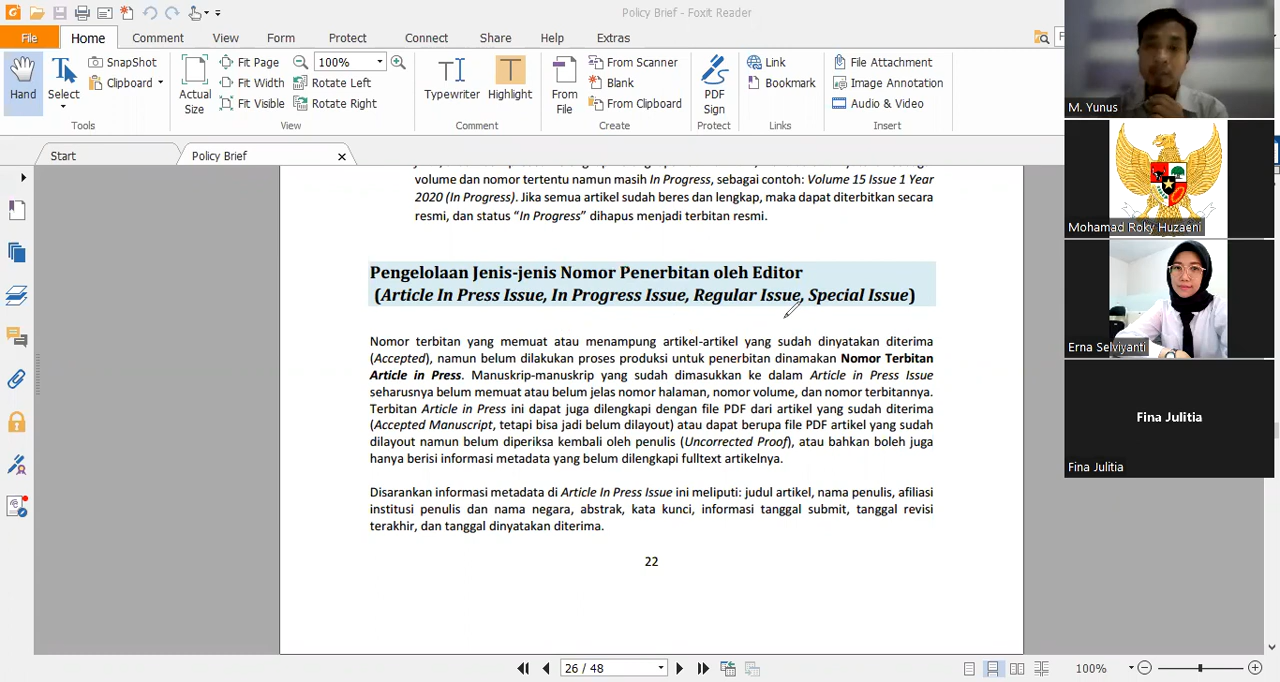 Policy Brief - Foxit Reader
File Home Comment View Form Protect Connect Share Help Extras
Hand
Select
SnapShot
Clipboard
Tools
Actual Size
Fit Page
Fit Width
Fit Visible
100%
Rotate Left
Rotate Right
View
Typewriter
Highlight
Comment
From File
From Scanner
Blank
From Clipboard
Create
PDF Sign
Protect
Link
Bookmark
Links
File Attachment
Image Annotation
Audio & Video
Insert
Start
Policy Brief
volume dan nomor tertentu namun masih In Progress, sebagai contoh: Volume 15 Issue 1 Year
2020 (In Progress). Jika semua artikel sudah beres dan lengkap, maka dapat diterbitkan secara
resmi, dan status “In Progress” dihapus menjadi terbitan resmi.
Pengelolaan Jenis-jenis Nomor Penerbitan oleh Editor
(Article In Press Issue, In Progress Issue, Regular Issue, Special Issue)
Nomor terbitan yang memuat atau menampung artikel-artikel yang sudah dinyatakan diterima
(Accepted), namun belum dilakukan proses produksi untuk penerbitan dinamakan Nomor Terbitan
Article in Press. Manuskrip-manuskrip yang sudah dimasukkan ke dalam Article in Press Issue
seharusnya belum memuat atau belum jelas nomor halaman, nomor volume, dan nomor terbitannya.
Terbitan Article in Press ini dapat juga dilengkapi dengan file PDF dari artikel yang sudah diterima
(Accepted Manuscript, tetapi bisa jadi belum dilayout) atau dapat berupa file PDF artikel yang sudah
dilayout namun belum diperiksa kembali oleh penulis (Uncorrected Proof), atau bahkan boleh juga
hanya berisi informasi metadata yang belum dilengkapi fulltext artikelnya.
Disarankan informasi metadata di Article In Press Issue ini meliputi: judul artikel, nama penulis, afiliasi
institusi penulis dan nama negara, abstrak, kata kunci, informasi tanggal submit, tanggal revisi
terakhir, dan tanggal dinyatakan diterima.
22
26 / 48
100%
M. Yunus
Mohamad Roky Huzaeni
Erna Selviyanti
Fina Julitia
Fina Julitia